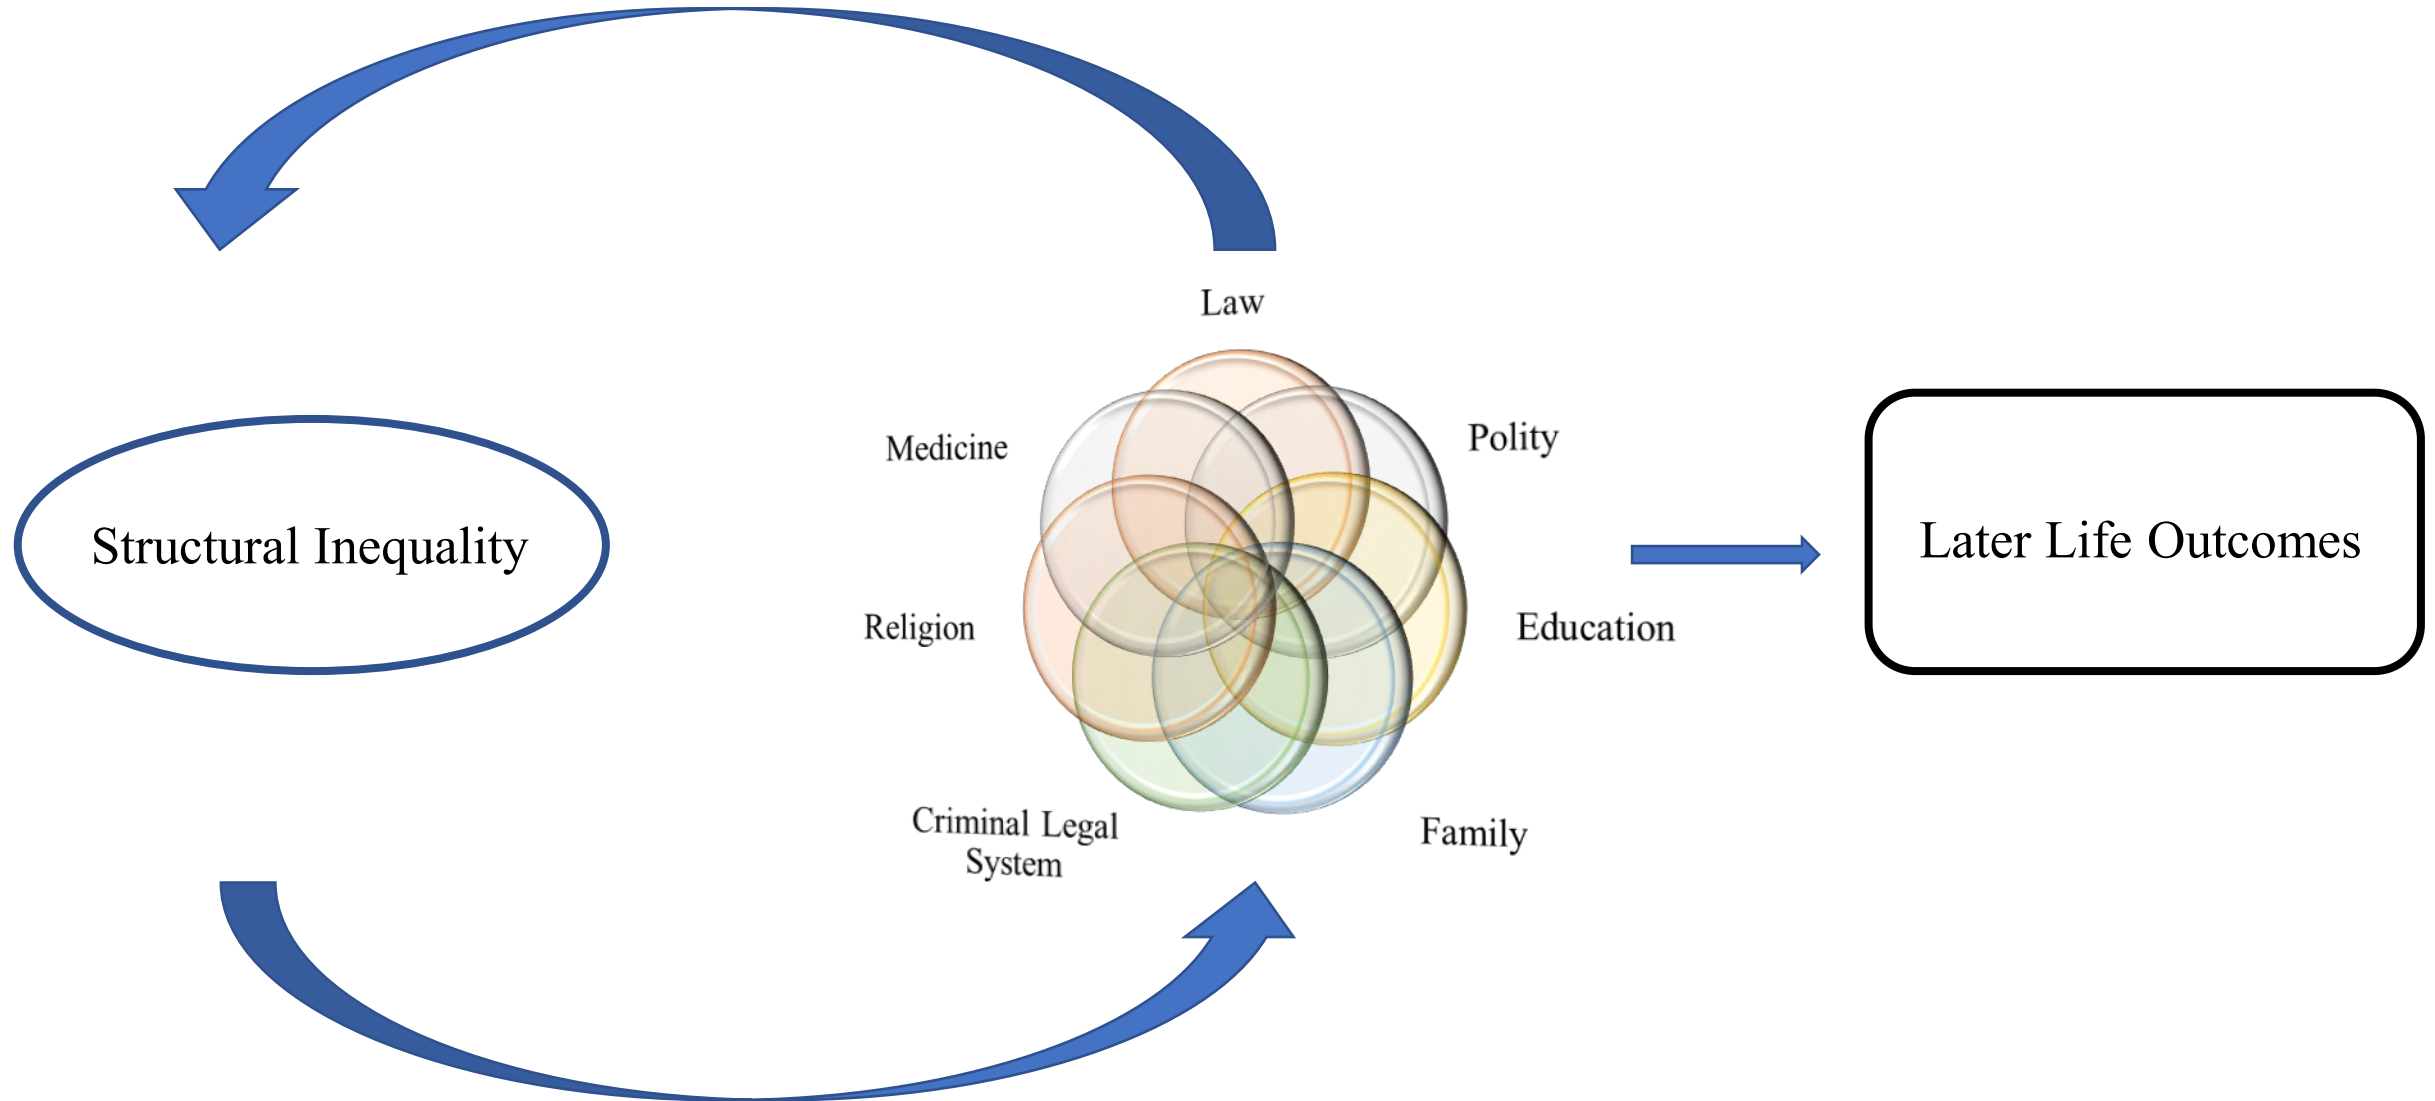 Law
Medicine
Polity
Structural Inequality
Later Life Outcomes
Religion
Education
Criminal Legal
System
Family